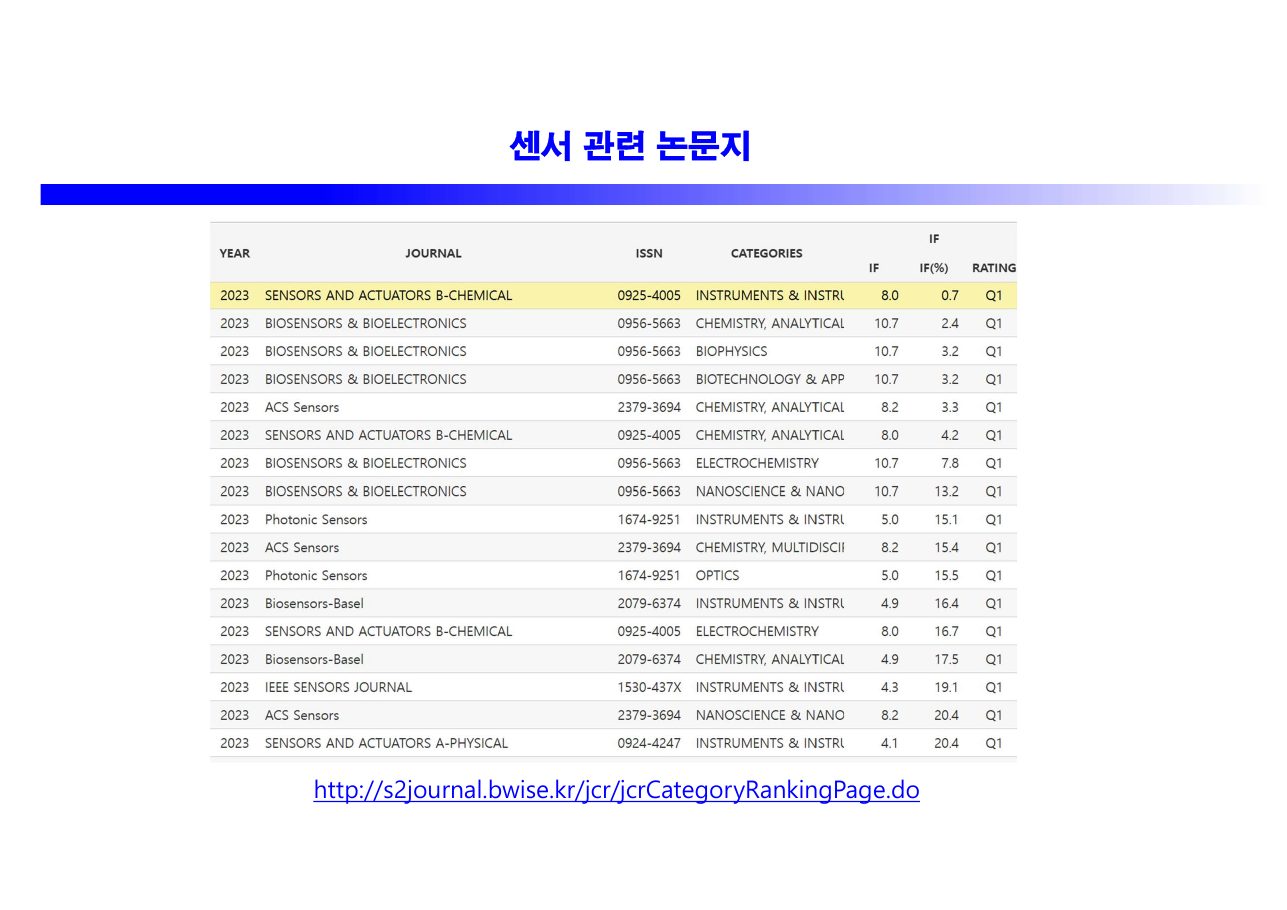 센서 관련 논문지
YEAR JOURNAL ISSN CATEGORIES IF IF IF(%) RATING
2023 SENSORS AND ACTUATORS B-CHEMICAL 0925-4005 INSTRUMENTS & INSTRU 8.0 0.7 Q1
2023 BIOSENSORS & BIOELECTRONICS 0956-5663 CHEMISTRY, ANALYTICAL 10.7 2.4 Q1
2023 BIOSENSORS & BIOELECTRONICS 0956-5663 BIOPHYSICS 10.7 3.2 Q1
2023 BIOSENSORS & BIOELECTRONICS 0956-5663 BIOTECHNOLOGY & APP 10.7 3.2 Q1
2023 ACS Sensors 2379-3694 CHEMISTRY, ANALYTICAL 8.2 3.3 Q1
2023 SENSORS AND ACTUATORS B-CHEMICAL 0925-4005 CHEMISTRY, ANALYTICAL 8.0 4.2 Q1
2023 BIOSENSORS & BIOELECTRONICS 0956-5663 ELECTROCHEMISTRY 10.7 7.8 Q1
2023 BIOSENSORS & BIOELECTRONICS 0956-5663 NANOSCIENCE & NANO 10.7 13.2 Q1
2023 Photonic Sensors 1674-9251 INSTRUMENTS & INSTRU 5.0 15.1 Q1
2023 ACS Sensors 2379-3694 CHEMISTRY, MULTIDISCIF 8.2 15.4 Q1
2023 Photonic Sensors 1674-9251 OPTICS 5.0 15.5 Q1
2023 Biosensors-Basel 2079-6374 INSTRUMENTS & INSTRU 4.9 16.4 Q1
2023 SENSORS AND ACTUATORS B-CHEMICAL 0925-4005 ELECTROCHEMISTRY 8.0 16.7 Q1
2023 Biosensors-Basel 2079-6374 CHEMISTRY, ANALYTICAL 4.9 17.5 Q1
2023 IEEE SENSORS JOURNAL 1530-437X INSTRUMENTS & INSTRU 4.3 19.1 Q1
2023 ACS Sensors 2379-3694 NANOSCIENCE & NANO 8.2 20.4 Q1
2023 SENSORS AND ACTUATORS A-PHYSICAL 0924-4247 INSTRUMENTS & INSTRU 4.1 20.4 Q1
http://s2journal.bwise.kr/jcr/jcrCategoryRankingPage.do